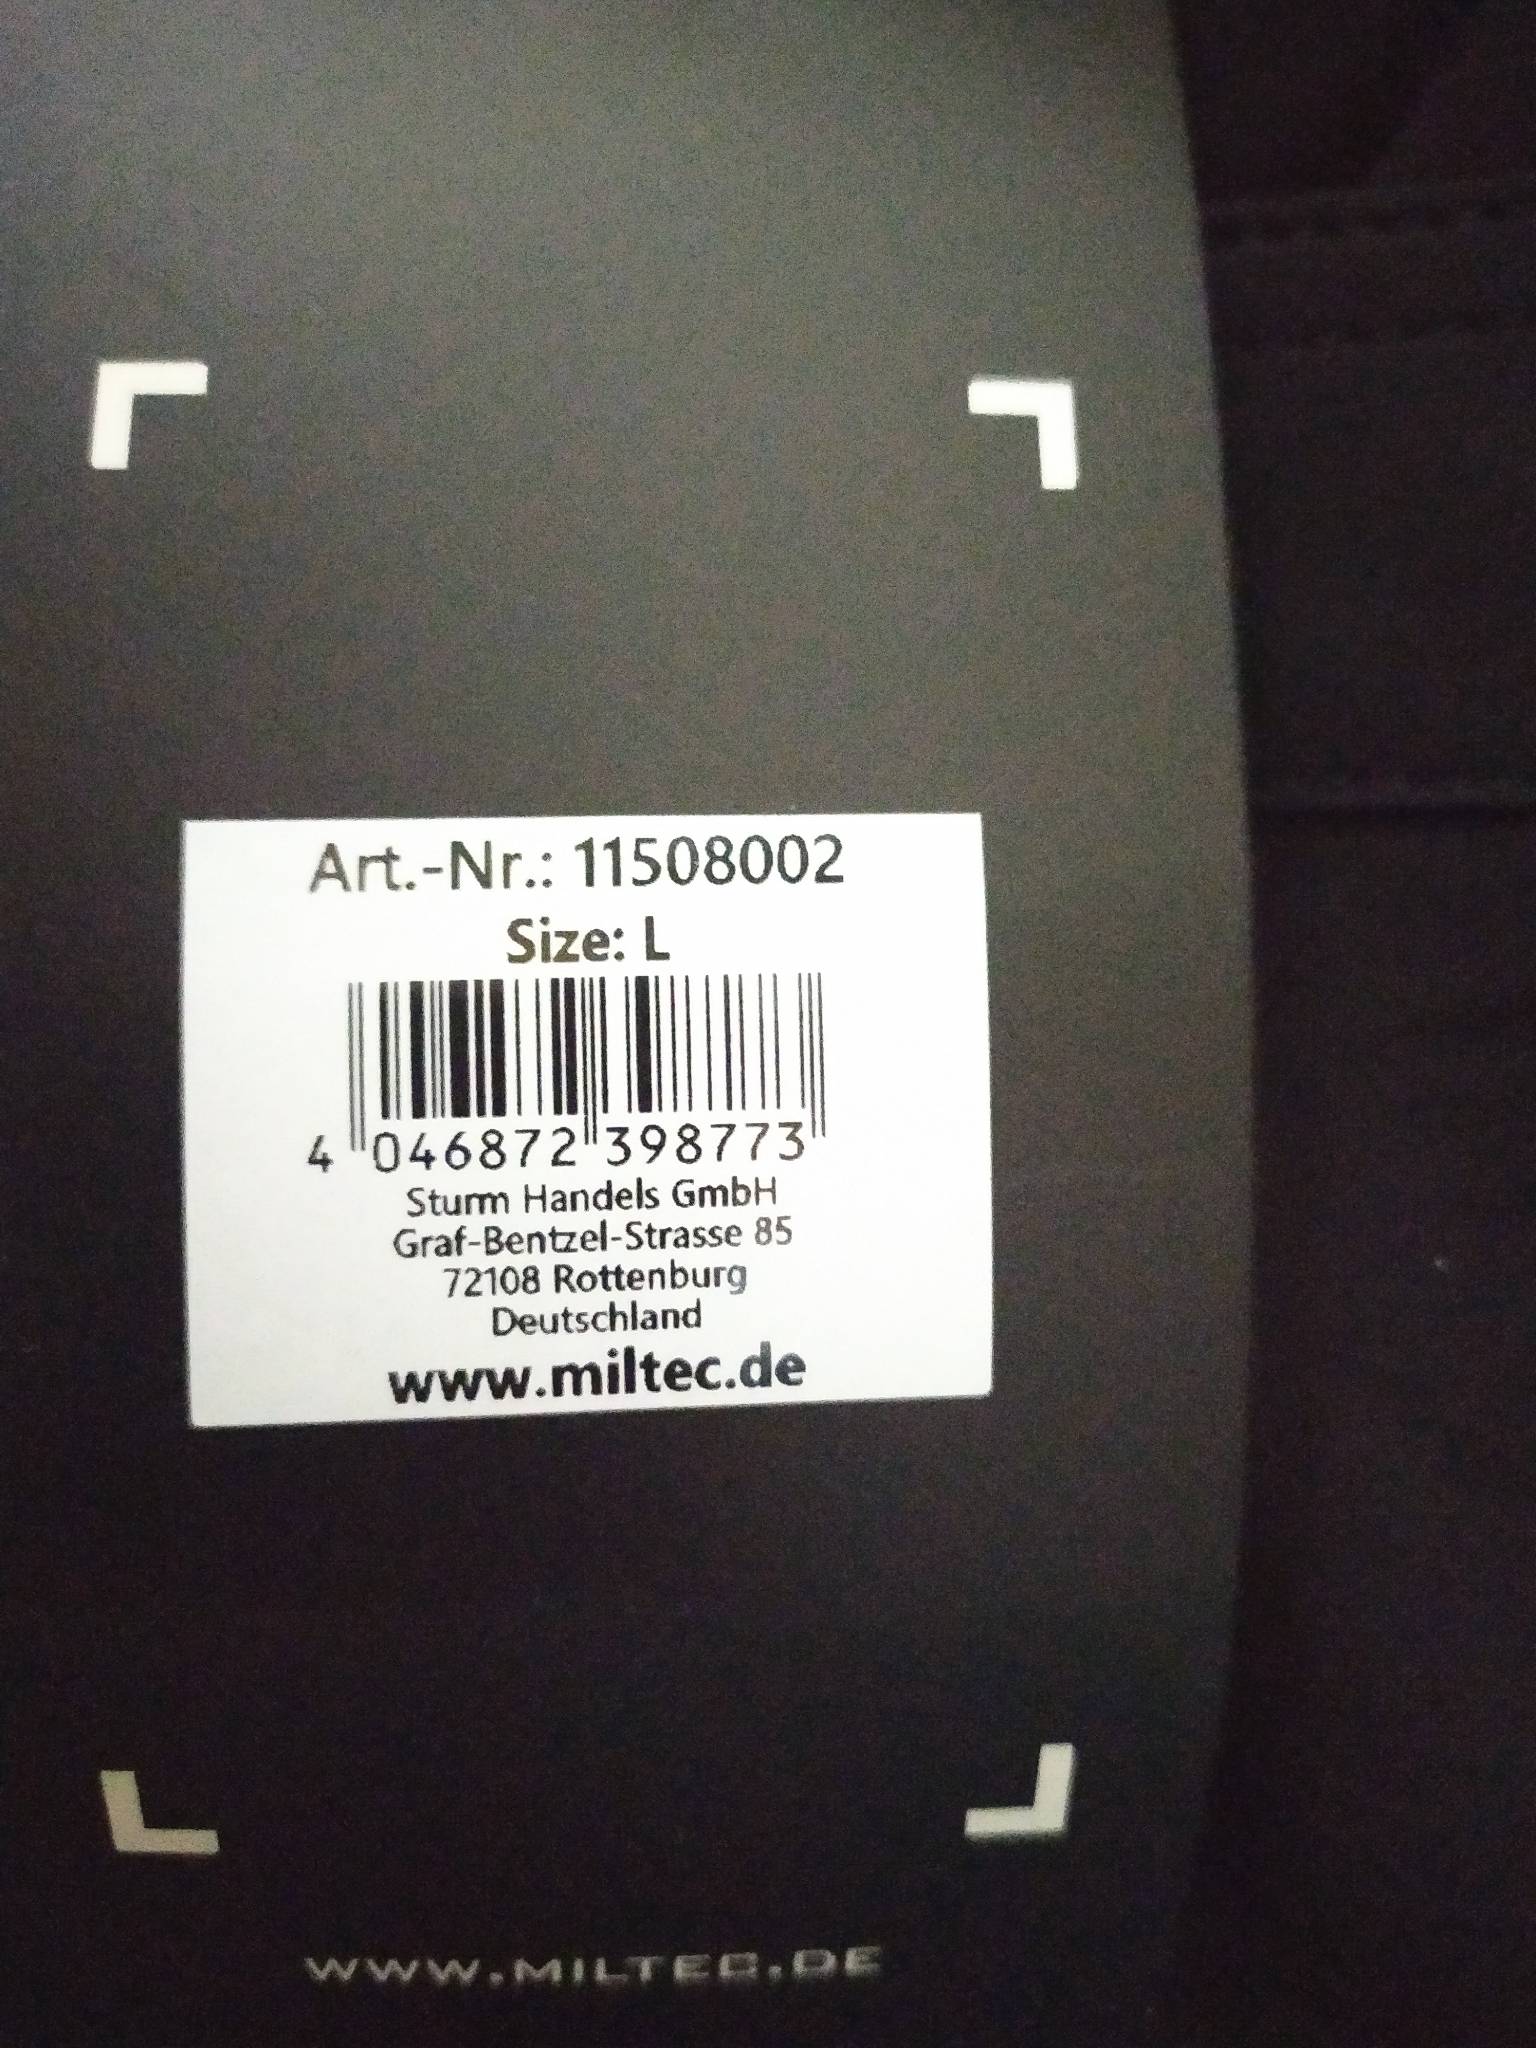 Art.-Nr.: 11508002
Size: L
4 046872 398773
Sturm Handels GmbH
Graf-Bentzel-Strasse 85
72108 Rottenburg
Deutschland
www.miltec.de
WWW.MILTEC.DE